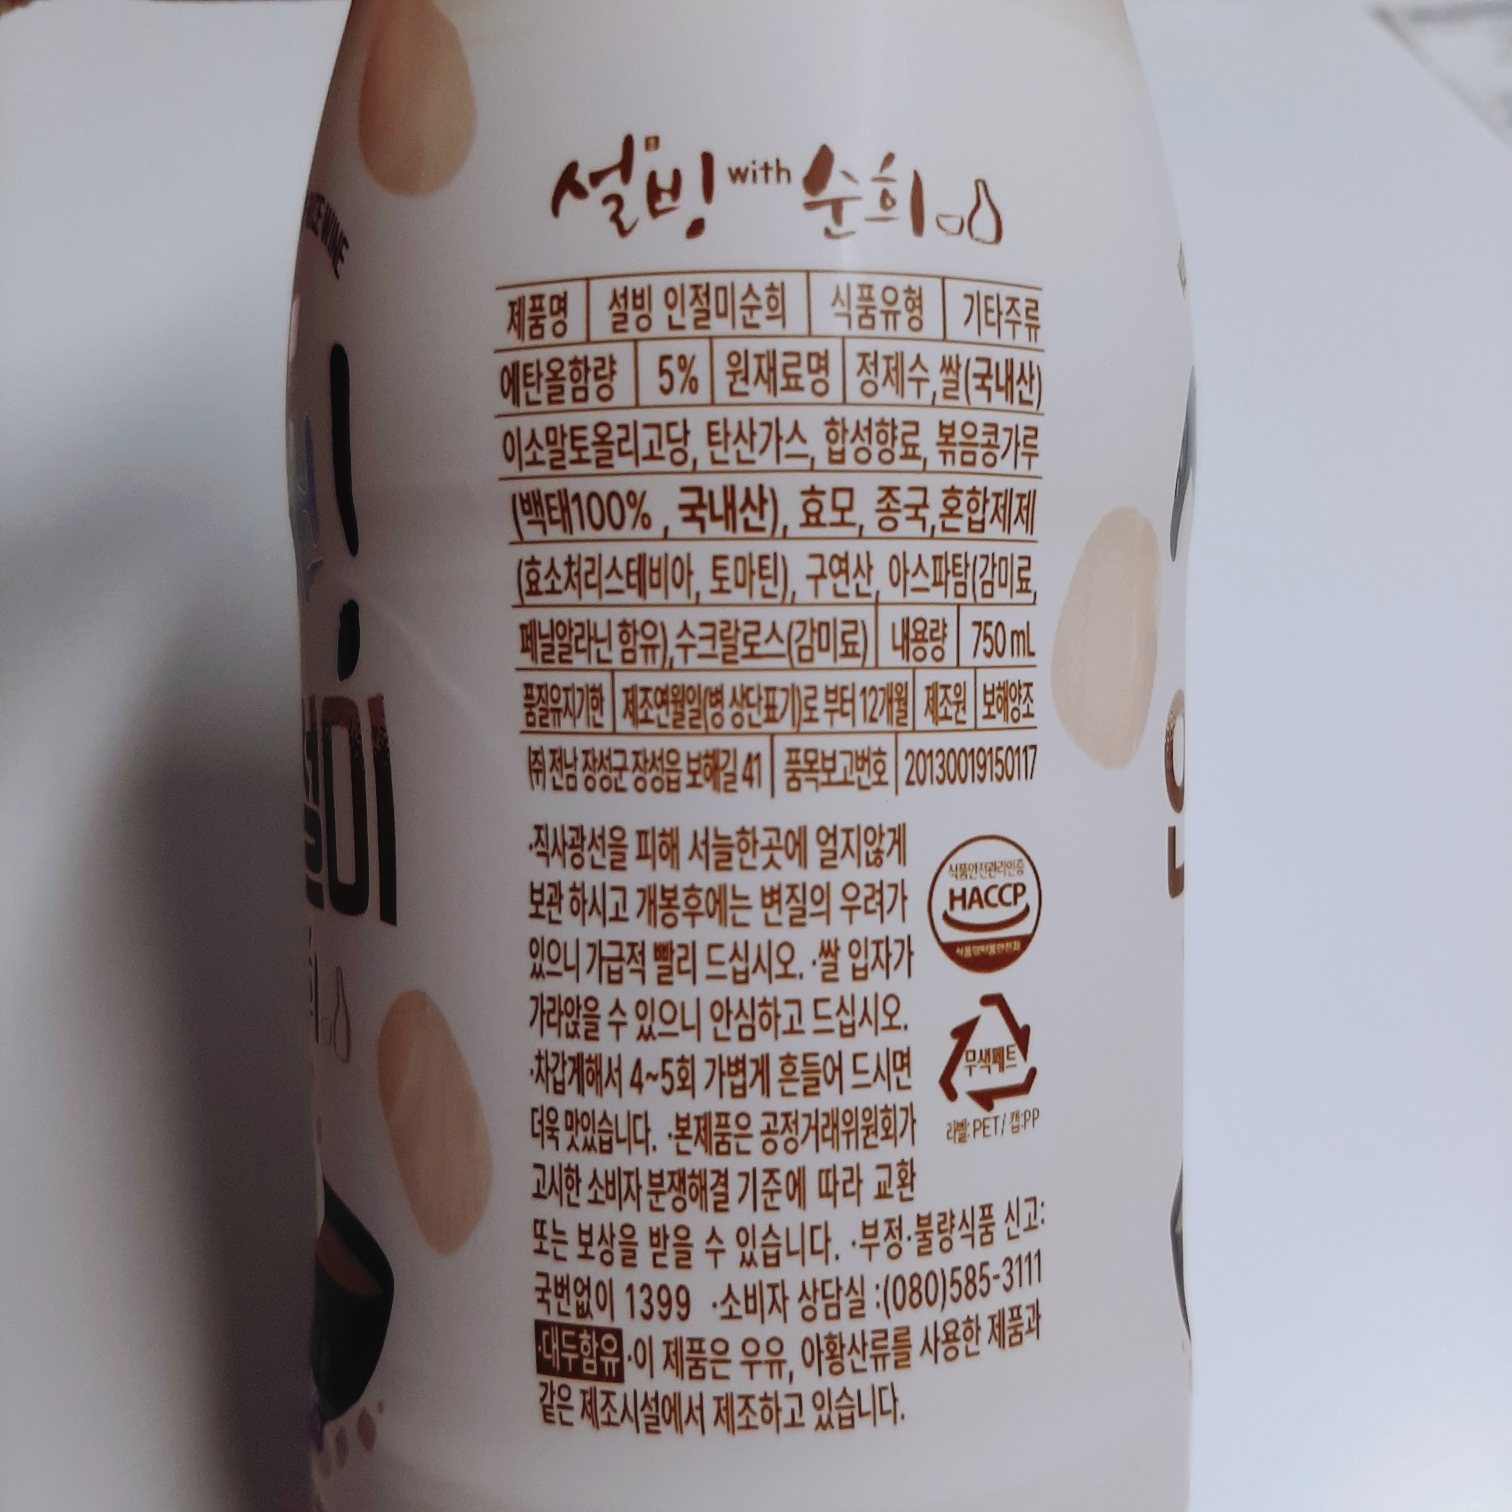 설빙 with 순희
제품명 설빙 인절미순희 식품유형 기타주류
에탄올함량 5% 원재료명 정제수,쌀(국내산)
이소말토올리고당, 탄산가스, 합성향료, 볶음콩가루
(백태100% , 국내산), 효모, 종국,혼합제제
(효소처리스테비아, 토마틴), 구연산, 아스파탐(감미료,
페닐알라닌 함유),수크랄로스(감미료) 내용량 750 mL
품질유지기한 제조연월일(병 상단표기)로 부터 12개월 제조원 보해양조
㈜ 전남 장성군 장성읍 보해길 41 품목보고번호 20130019150117
·직사광선을 피해 서늘한곳에 얼지않게
보관 하시고 개봉후에는 변질의 우려가
있으니 가급적 빨리 드십시오. ·쌀 입자가
가라앉을 수 있으니 안심하고 드십시오.
·차갑게해서 4~5회 가볍게 흔들어 드시면
더욱 맛있습니다. ·본제품은 공정거래위원회가
고시한 소비자 분쟁해결 기준에 따라 교환
또는 보상을 받을 수 있습니다. ·부정·불량식품 신고:
국번없이 1399 ·소비자 상담실 :(080)585-3111
·대두함유 ·이 제품은 우유, 아황산류를 사용한 제품과
같은 제조시설에서 제조하고 있습니다.
식품안전관리인증
HACCP
식품의약품안전처
무색페트
라벨: PET / 캡:PP
WINE